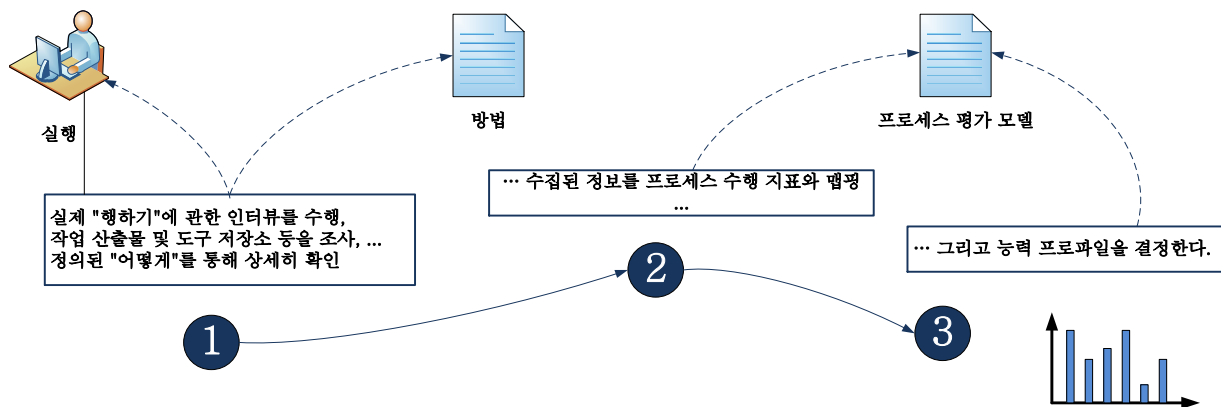 실행
방법
프로세스 평가 모델
실제 "행하기"에 관한 인터뷰를 수행,
작업 산출물 및 도구 저장소 등을 조사, ...
정의된 "어떻게"를 통해 상세히 확인
… 수집된 정보를 프로세스 수행 지표와 맵핑
...
… 그리고 능력 프로파일을 결정한다.
1
2
3